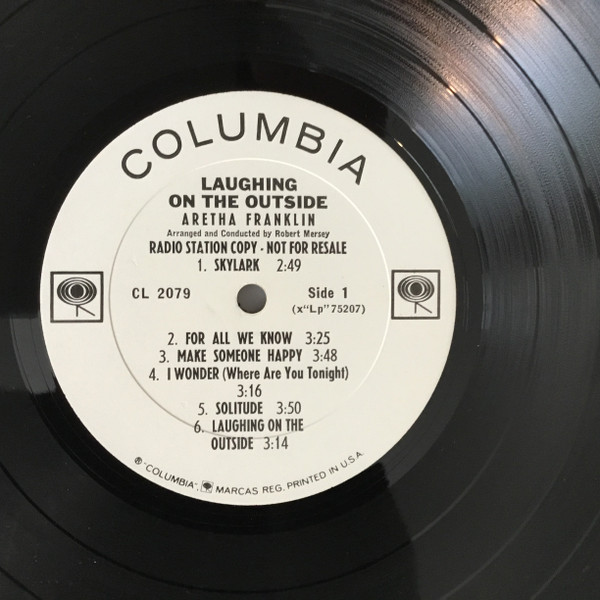 COLUMBIA
LAUGHING
ON THE OUTSIDE
ARETHA FRANKLIN
Arranged and Conducted by Robert Mersey
RADIO STATION COPY - NOT FOR RESALE
1. SKYLARK 2:49
CL 2079
Side 1
(x"Lp"75207)
2. FOR ALL WE KNOW 3:25
3. MAKE SOMEONE HAPPY 3:48
4. I WONDER (Where Are You Tonight)
3:16
5. SOLITUDE 3:50
6. LAUGHING ON THE
OUTSIDE 3:14
® "COLUMBIA", MARCAS REG. PRINTED IN U.S.A.